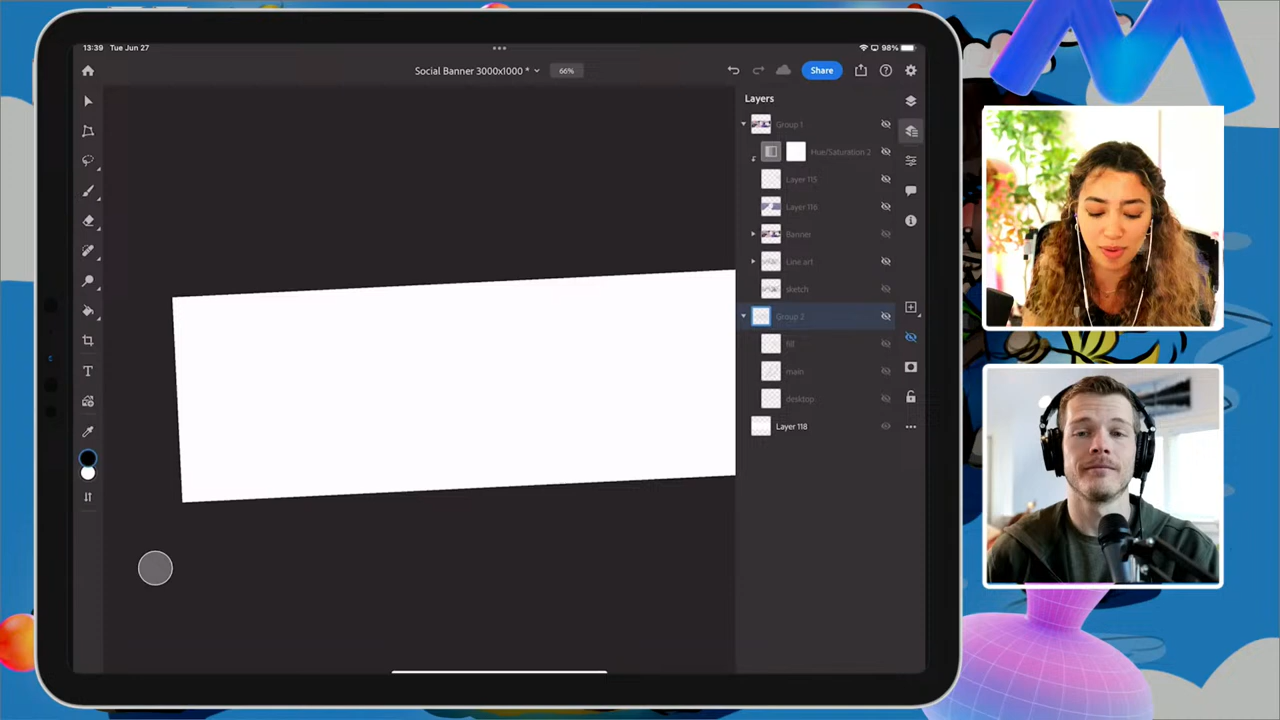 13:39 Tue Jun 27
98%
Social Banner 3000x1000 *
66%
Share
Layers
Group 1
Hue/Saturation 2
Layer 115
Layer 116
Banner
Line art
sketch
Group 2
fill
main
desktop
Layer 118
T